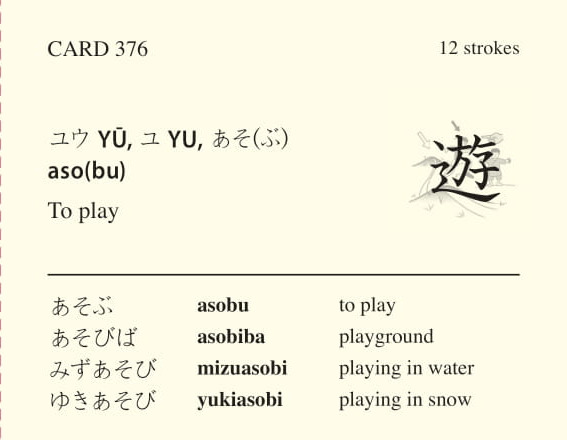 CARD 376 12 strokes
ユウ YŪ, ユ YU, あそ(ぶ)
aso(bu)
To play
遊
あそぶ asobu to play
あそびば asobiba playground
みずあそび mizuasobi playing in water
ゆきあそび yukiasobi playing in snow